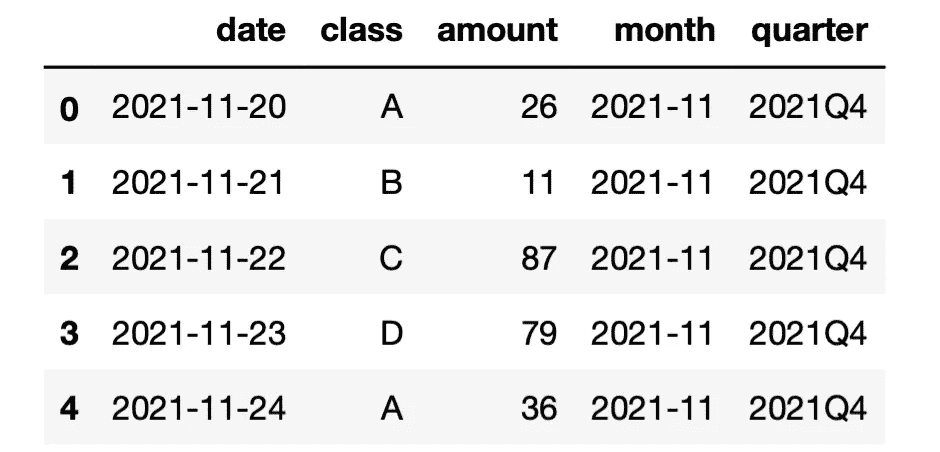 date class amount month quarter
0 2021-11-20 A 26 2021-11 2021Q4
1 2021-11-21 B 11 2021-11 2021Q4
2 2021-11-22 C 87 2021-11 2021Q4
3 2021-11-23 D 79 2021-11 2021Q4
4 2021-11-24 A 36 2021-11 2021Q4